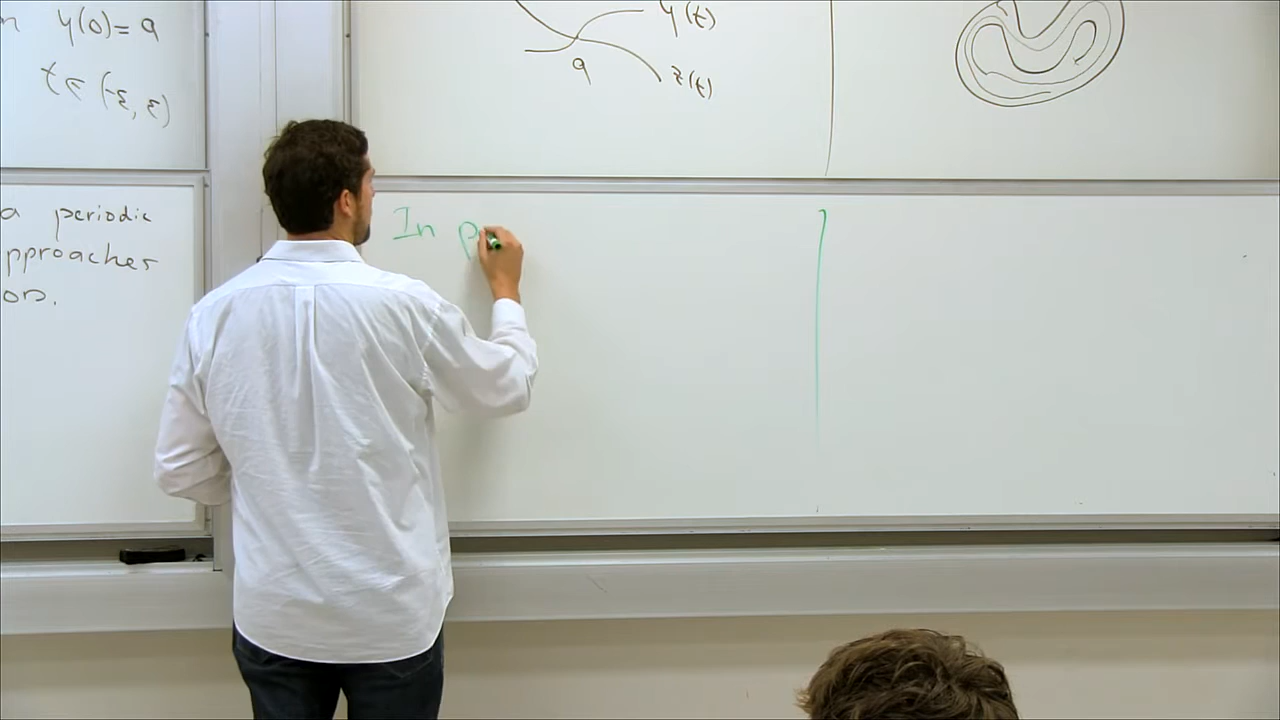 y(0)=a
t∈(-ε, ε)
a periodic
pproaches
on.
y(t)
a
z(t)
In p